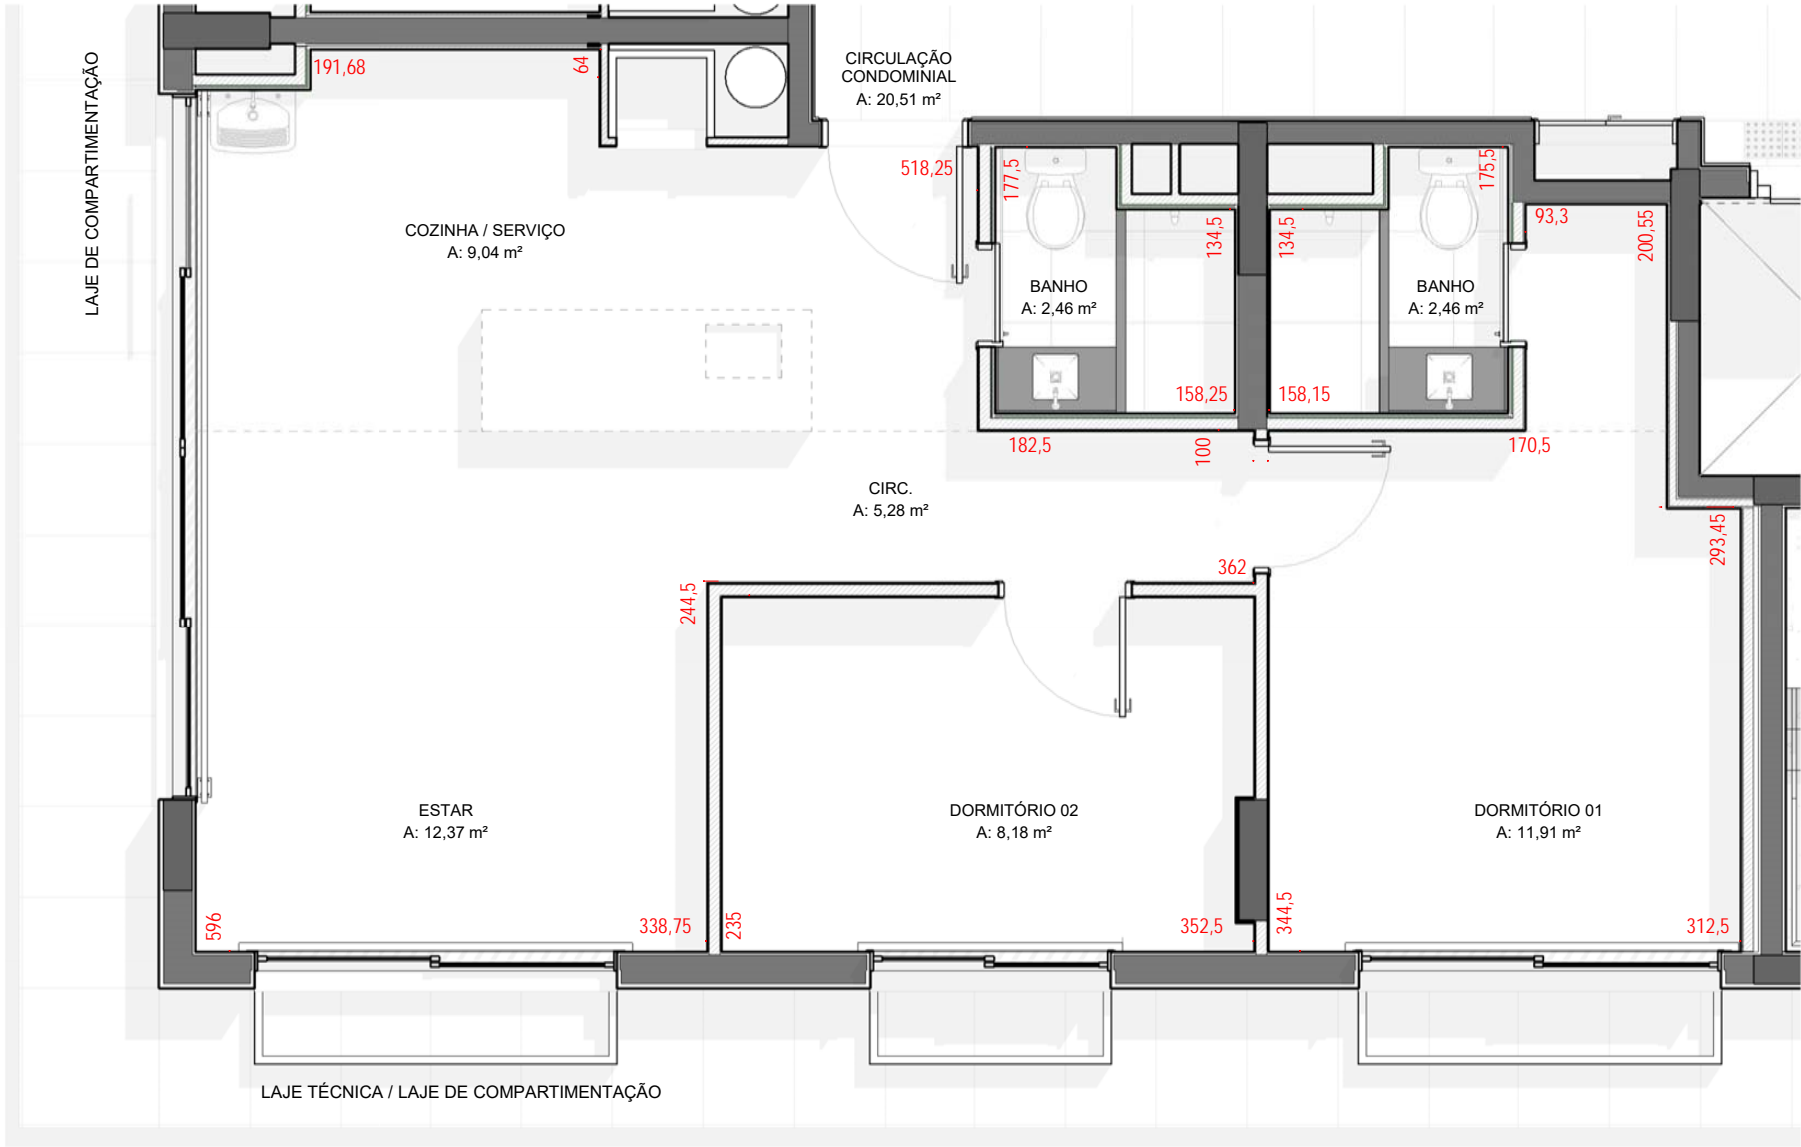 LAJE DE COMPARTIMENTAÇÃO
191,68
64
CIRCULAÇÃO
CONDOMINIAL
A: 20,51 m²
518,25
177,5
175,5
COZINHA / SERVIÇO
A: 9,04 m²
134,5
134,5
93,3
200,55
BANHO
A: 2,46 m²
BANHO
A: 2,46 m²
158,25
158,15
182,5
100
170,5
CIRC.
A: 5,28 m²
293,45
362
244,5
ESTAR
A: 12,37 m²
DORMITÓRIO 02
A: 8,18 m²
DORMITÓRIO 01
A: 11,91 m²
596
338,75
235
352,5
344,5
312,5
LAJE TÉCNICA / LAJE DE COMPARTIMENTAÇÃO